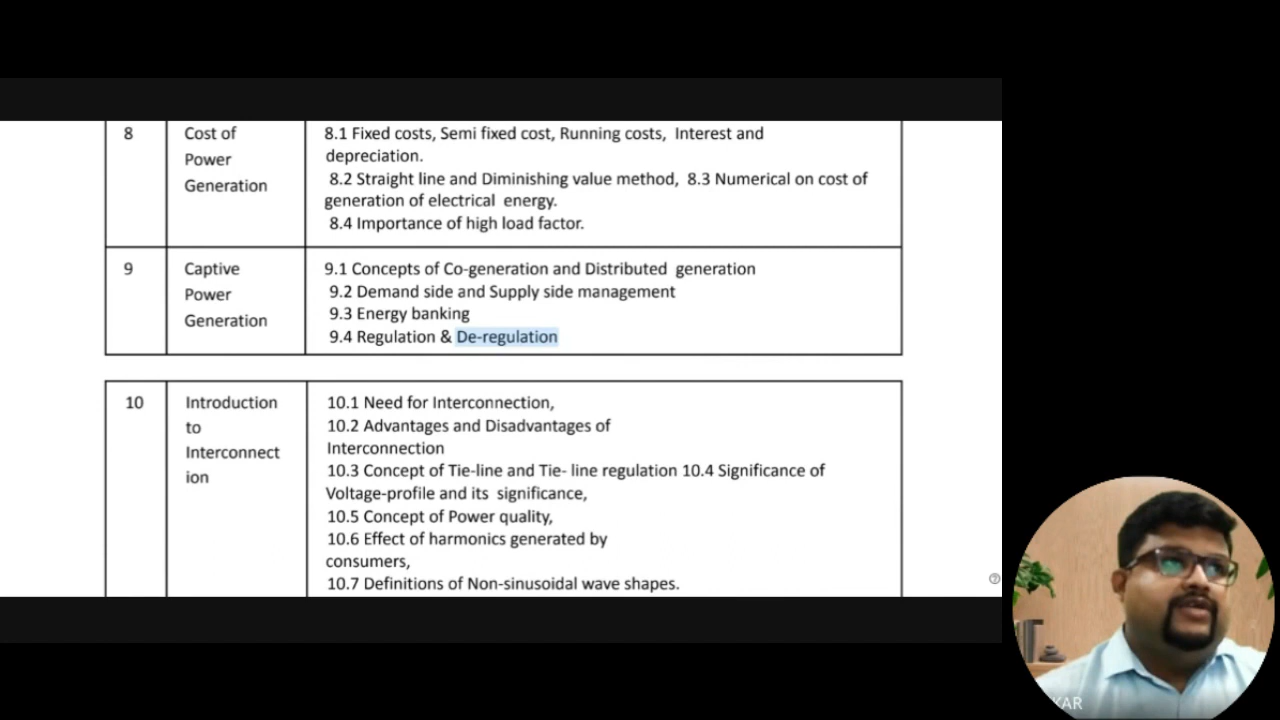 8
Cost of
Power
Generation
8.1 Fixed costs, Semi fixed cost, Running costs, Interest and
depreciation.
8.2 Straight line and Diminishing value method, 8.3 Numerical on cost of
generation of electrical energy.
8.4 Importance of high load factor.
9
Captive
Power
Generation
9.1 Concepts of Co-generation and Distributed generation
9.2 Demand side and Supply side management
9.3 Energy banking
9.4 Regulation & De-regulation
10
Introduction
to
Interconnect
ion
10.1 Need for Interconnection,
10.2 Advantages and Disadvantages of
Interconnection
10.3 Concept of Tie-line and Tie- line regulation 10.4 Significance of
Voltage-profile and its significance,
10.5 Concept of Power quality,
10.6 Effect of harmonics generated by
consumers,
10.7 Definitions of Non-sinusoidal wave shapes.
KAR